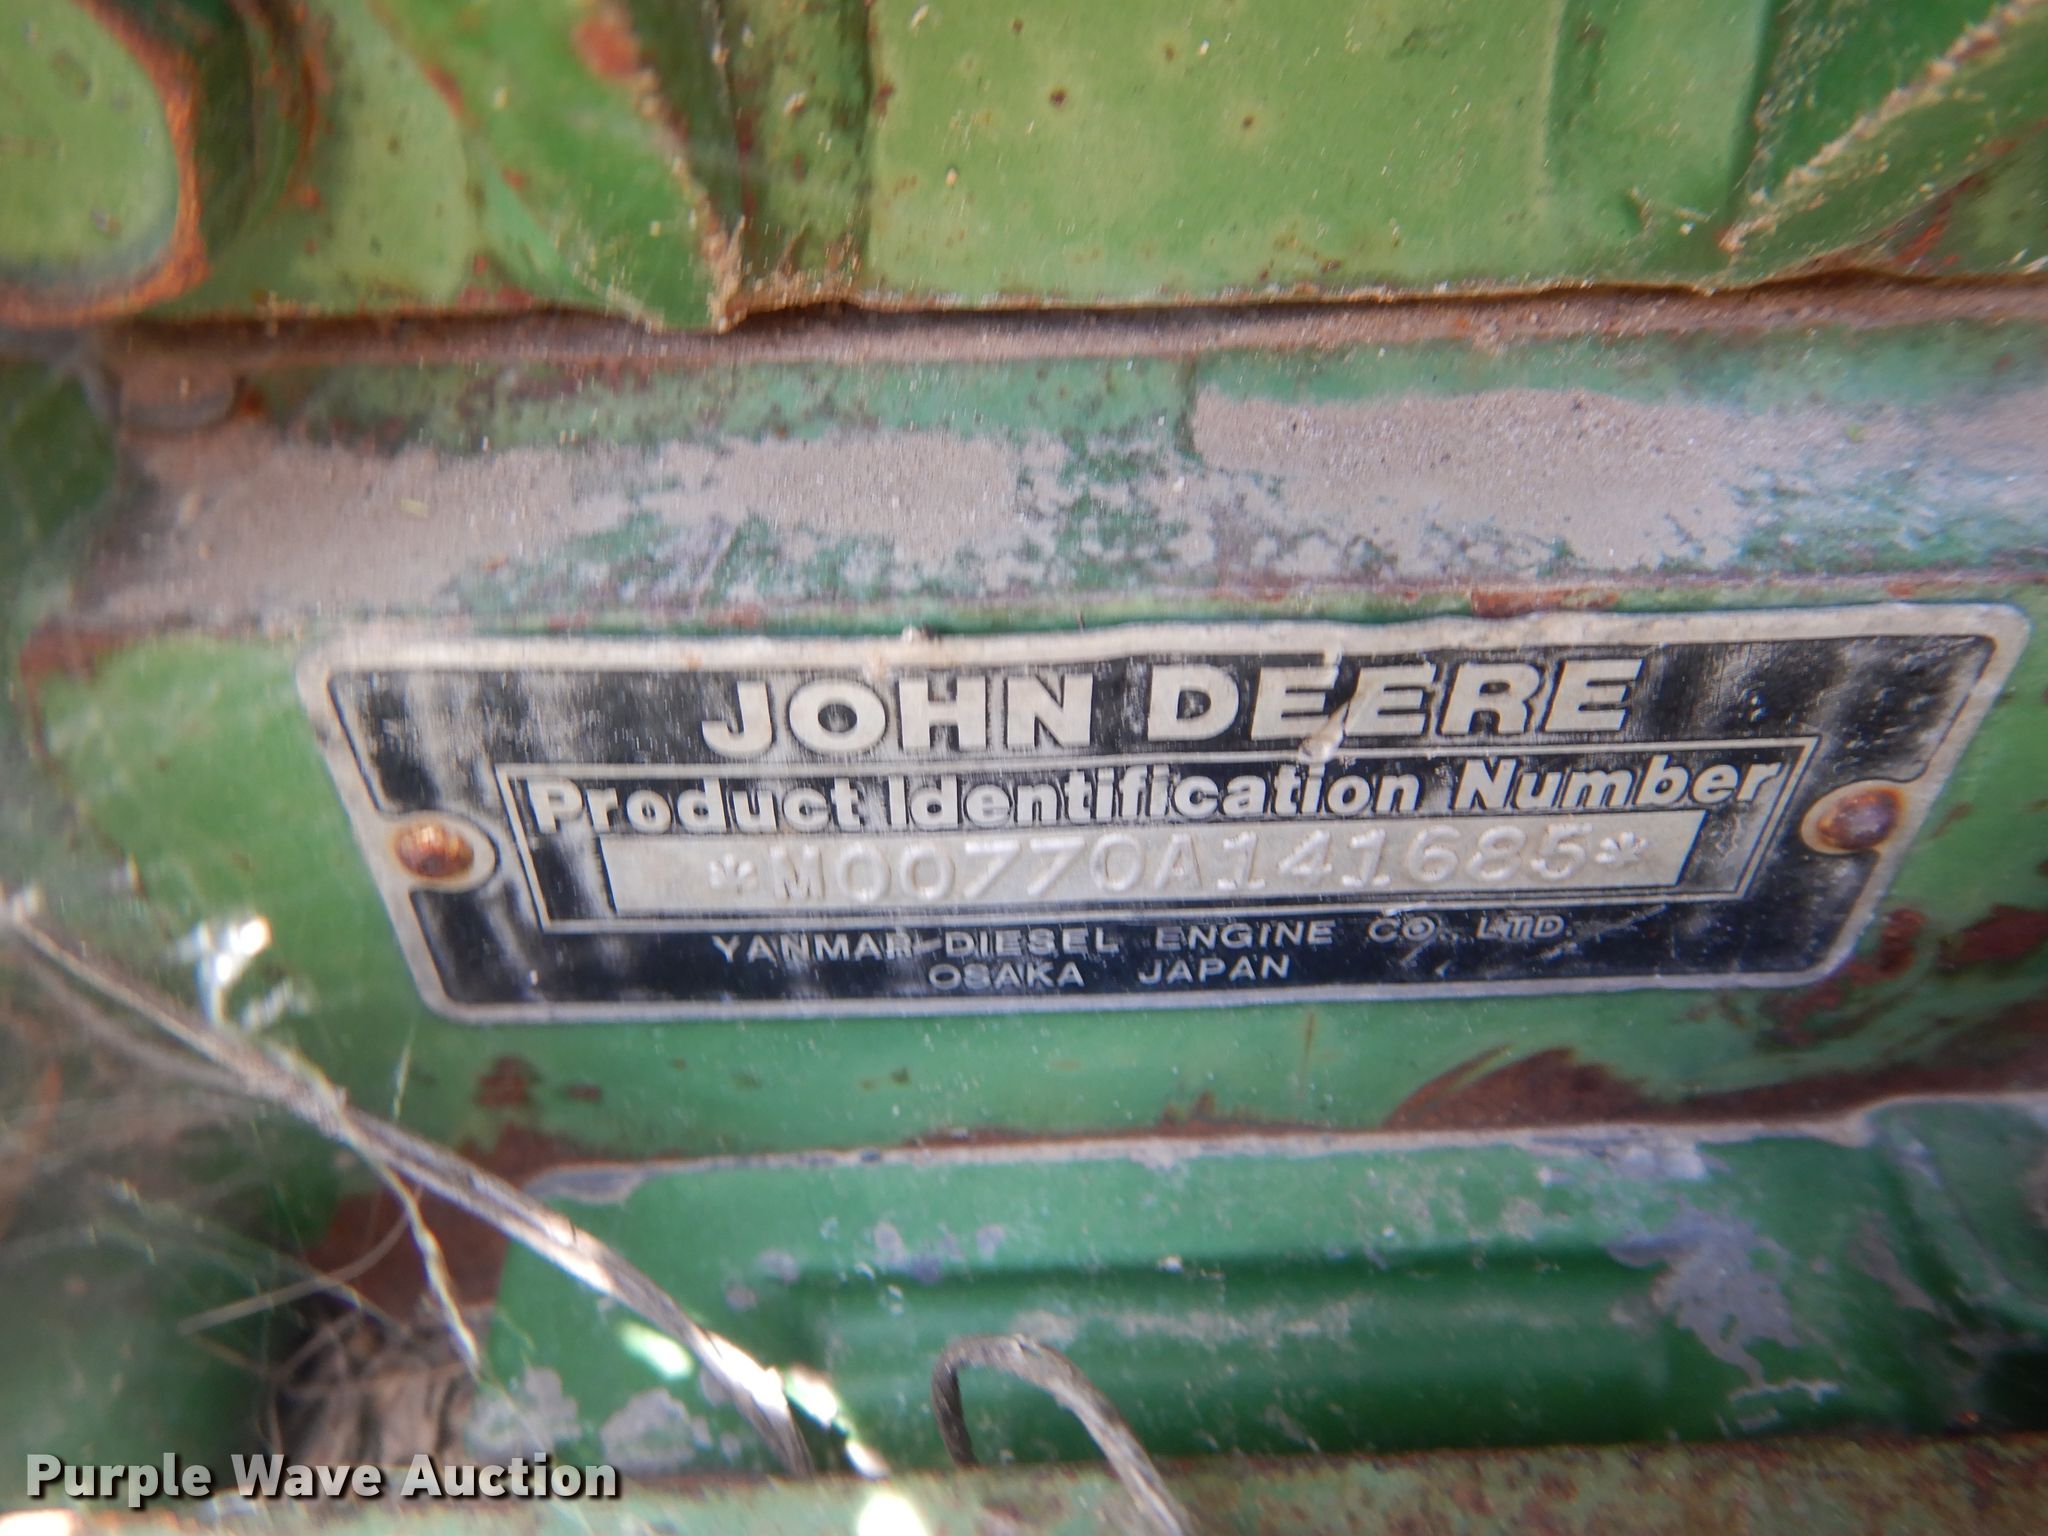 JOHN DEERE
Product Identification Number
*M00770A141685*
YANMAR DIESEL ENGINE CO. LTD.
OSAKA JAPAN
Purple Wave Auction